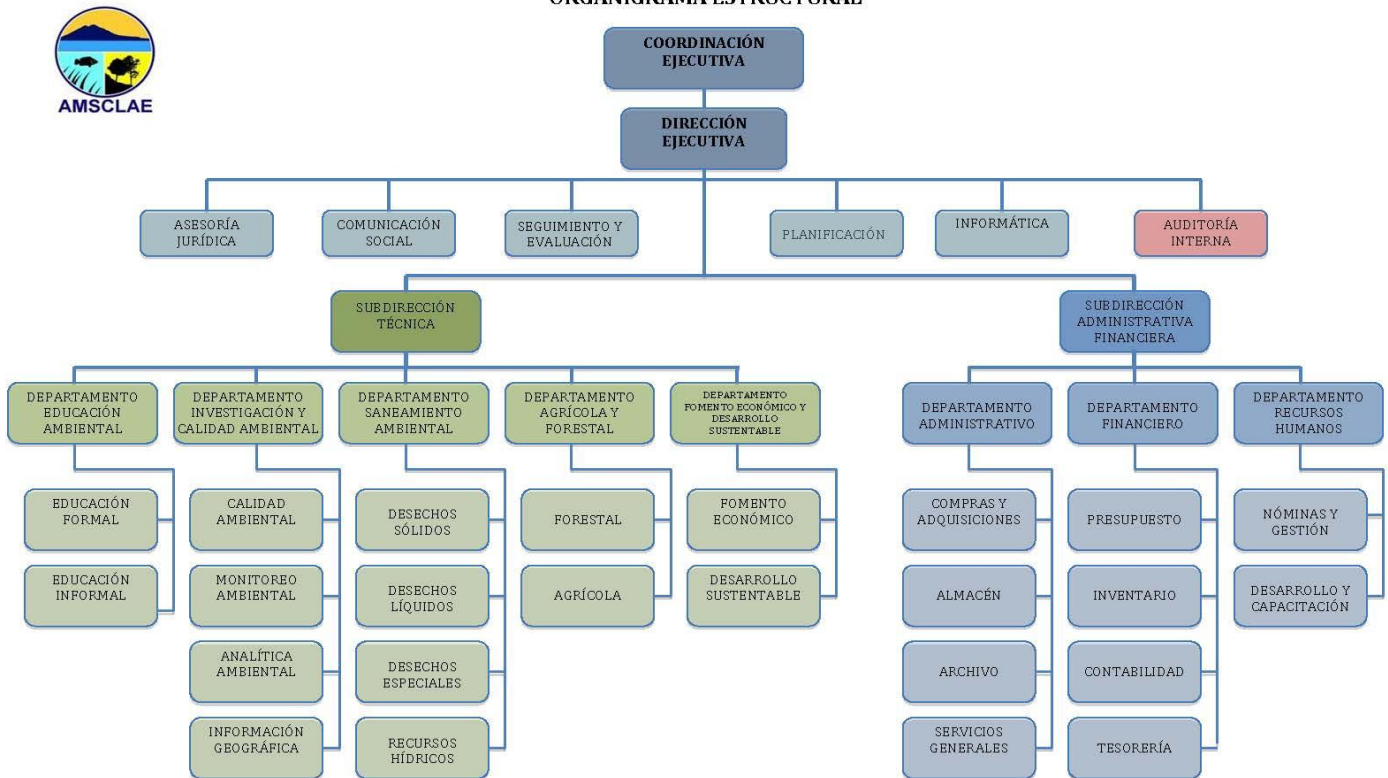 ORGANIGRAMA ESTRUCTURAL
AMSCLAE
COORDINACIÓN
EJECUTIVA
DIRECCIÓN
EJECUTIVA
ASESORÍA
JURÍDICA
COMUNICACIÓN
SOCIAL
SEGUIMIENTO Y
EVALUACIÓN
PLANIFICACIÓN
INFORMÁTICA
AUDITORÍA
INTERNA
SUBDIRECCIÓN
TÉCNICA
SUBDIRECCIÓN
ADMINISTRATIVA
FINANCIERA
DEPARTAMENTO
EDUCACIÓN
AMBIENTAL
DEPARTAMENTO
INVESTIGACIÓN Y
CALIDAD AMBIENTAL
DEPARTAMENTO
SANEAMIENTO
AMBIENTAL
DEPARTAMENTO
AGRÍCOLA Y
FORESTAL
DEPARTAMENTO
FOMENTO ECONÓMICO Y
DESARROLLO
SUSTENTABLE
DEPARTAMENTO
ADMINISTRATIVO
DEPARTAMENTO
FINANCIERO
DEPARTAMENTO
RECURSOS
HUMANOS
EDUCACIÓN
FORMAL
EDUCACIÓN
INFORMAL
CALIDAD
AMBIENTAL
MONITOREO
AMBIENTAL
ANALÍTICA
AMBIENTAL
INFORMACIÓN
GEOGRÁFICA
DESECHOS
SÓLIDOS
DESECHOS
LÍQUIDOS
DESECHOS
ESPECIALES
RECURSOS
HÍDRICOS
FORESTAL
AGRÍCOLA
FOMENTO
ECONÓMICO
DESARROLLO
SUSTENTABLE
COMPRAS Y
ADQUISICIONES
ALMACÉN
ARCHIVO
SERVICIOS
GENERALES
PRESUPUESTO
INVENTARIO
CONTABILIDAD
TESORERÍA
NÓMINAS Y
GESTIÓN
DESARROLLO Y
CAPACITACIÓN